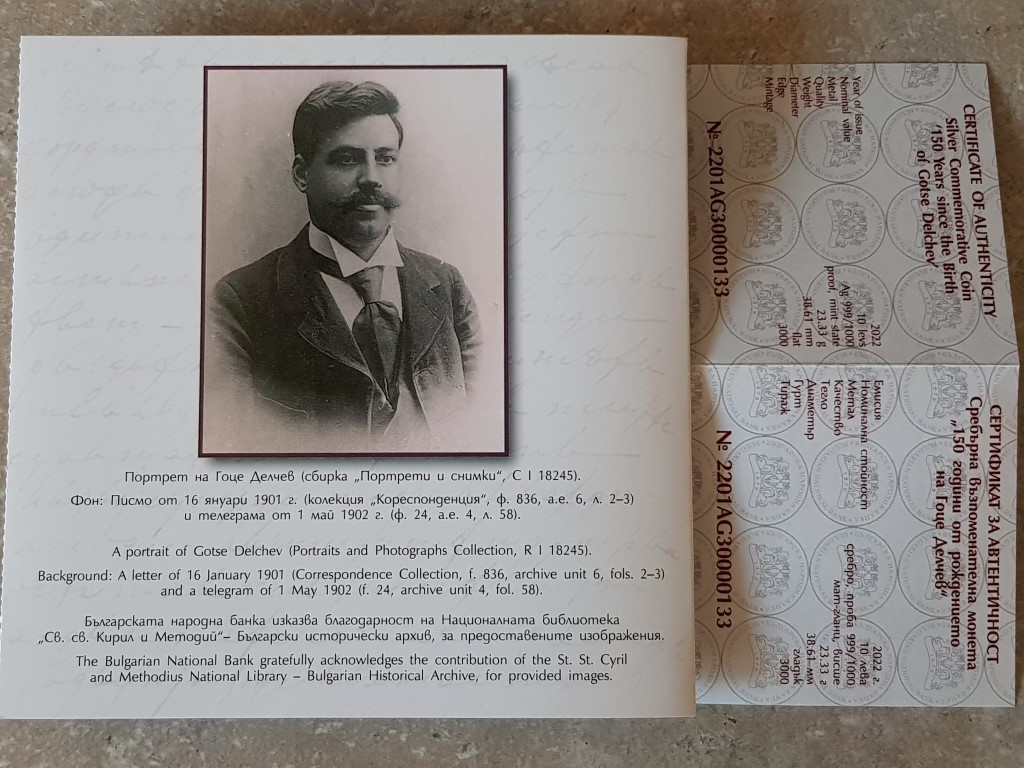 Портрет на Гоце Делчев (сбирка „Портрети и снимки“, С I 18245).
Фон: Писмо от 16 януари 1901 г. (колекция „Кореспонденция“, ф. 836, а.е. 6, л. 2–3)
и телеграма от 1 май 1902 г. (ф. 24, а.е. 4, л. 58).
A portrait of Gotse Delchev (Portraits and Photographs Collection, R I 18245).
Background: A letter of 16 January 1901 (Correspondence Collection, f. 836, archive unit 6, fols. 2–3)
and a telegram of 1 May 1902 (f. 24, archive unit 4, fol. 58).
Българската народна банка изказва благодарност на Националната библиотека
„Св. св. Кирил и Методий“– Български исторически архив, за предоставените изображения.
The Bulgarian National Bank gratefully acknowledges the contribution of the St. St. Cyril
and Methodius National Library – Bulgarian Historical Archive, for provided images.
CERTIFICATE OF AUTHENTICITY
Silver Commemorative Coin
'150 Years since the Birth
of Gotse Delchev'
Year of issue 2022
Nominal value 10 levs
Metal Ag 999/1000
Quality proof, mint state
Weight 23.33 g
Diameter 38.61 mm
Edge flat
Mintage 3000
№ 2201AG30000133
СЕРТИФИКАТ ЗА АВТЕНТИЧНОСТ
Сребърна възпоменателна монета
„150 години от рождението
на Гоце Делчев“
Емисия 2022 г.
Номинална стойност 10 лева
Метал сребро, проба 999/1000
Качество мат-гланц, висше
Тегло 23.33 г
Диаметър 38.61 мм
Гурт гладък
Тираж 3000
№ 2201AG30000133